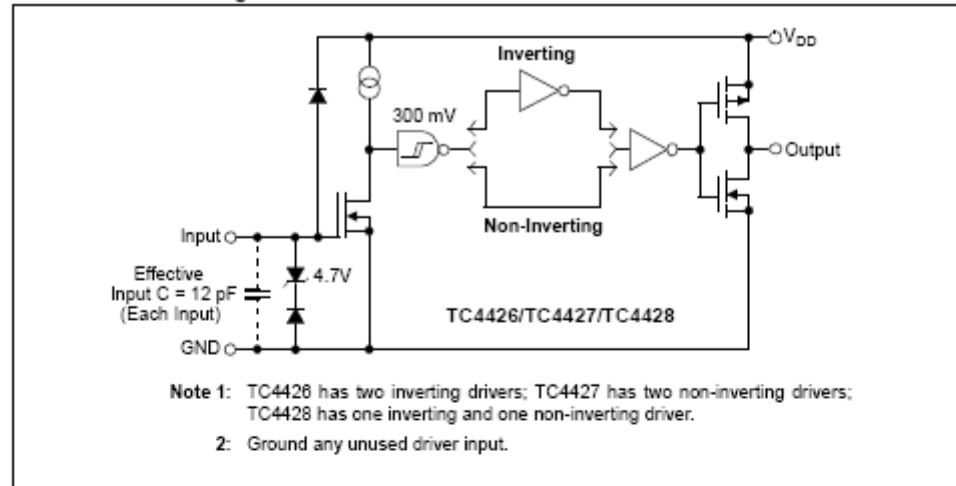 V_DD
Inverting
300 mV
Output
Non-Inverting
Input
4.7V
Effective
Input C = 12 pF
(Each Input)
TC4426/TC4427/TC4428
GND
Note 1: TC4426 has two inverting drivers; TC4427 has two non-inverting drivers;
TC4428 has one inverting and one non-inverting driver.
2: Ground any unused driver input.